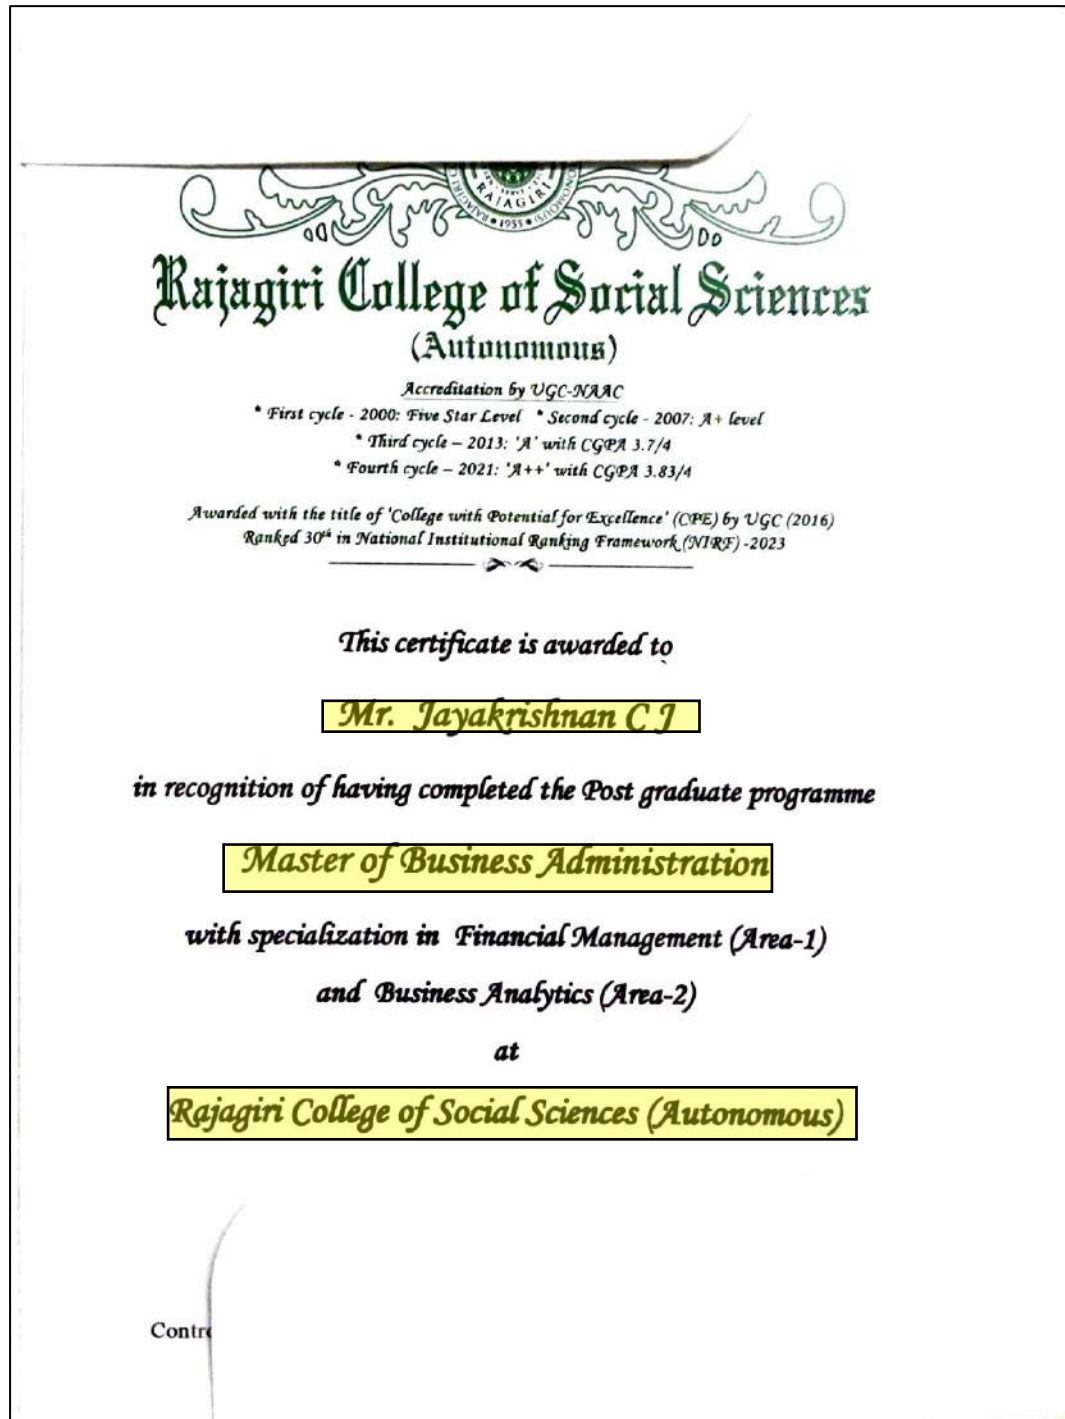 RAJAGIRI
* 1955 *
Rajagiri College of Social Sciences
(Autonomous)
Accreditation by UGC-NAAC
* First cycle - 2000: Five Star Level * Second cycle - 2007: A+ level
* Third cycle – 2013: 'A' with CGPA 3.7/4
* Fourth cycle – 2021: 'A++' with CGPA 3.83/4
Awarded with the title of 'College with Potential for Excellence' (CPE) by UGC (2016)
Ranked 30th in National Institutional Ranking Framework (NIRF) -2023
This certificate is awarded to
Mr. Jayakrishnan C J
in recognition of having completed the Post graduate programme
Master of Business Administration
with specialization in Financial Management (Area-1)
and Business Analytics (Area-2)
at
Rajagiri College of Social Sciences (Autonomous)
Contr